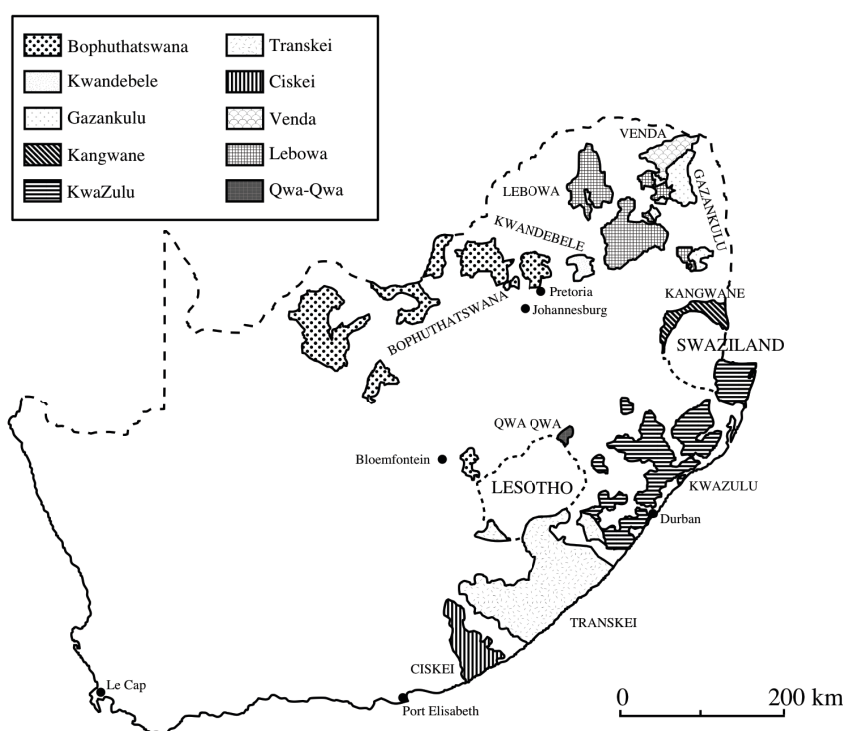 Bophuthatswana
Transkei
Kwandebele
Ciskei
Gazankulu
Venda
Kangwane
Lebowa
KwaZulu
Qwa-Qwa
VENDA
LEBOWA
GAZANKULU
KWANDEBELE
Pretoria
KANGWANE
BOPHUTHATSWANA
Johannesburg
SWAZILAND
QWA QWA
Bloemfontein
LESOTHO
KWAZULU
Durban
TRANSKEI
CISKEI
Le Cap
Port Elisabeth
0 200 km